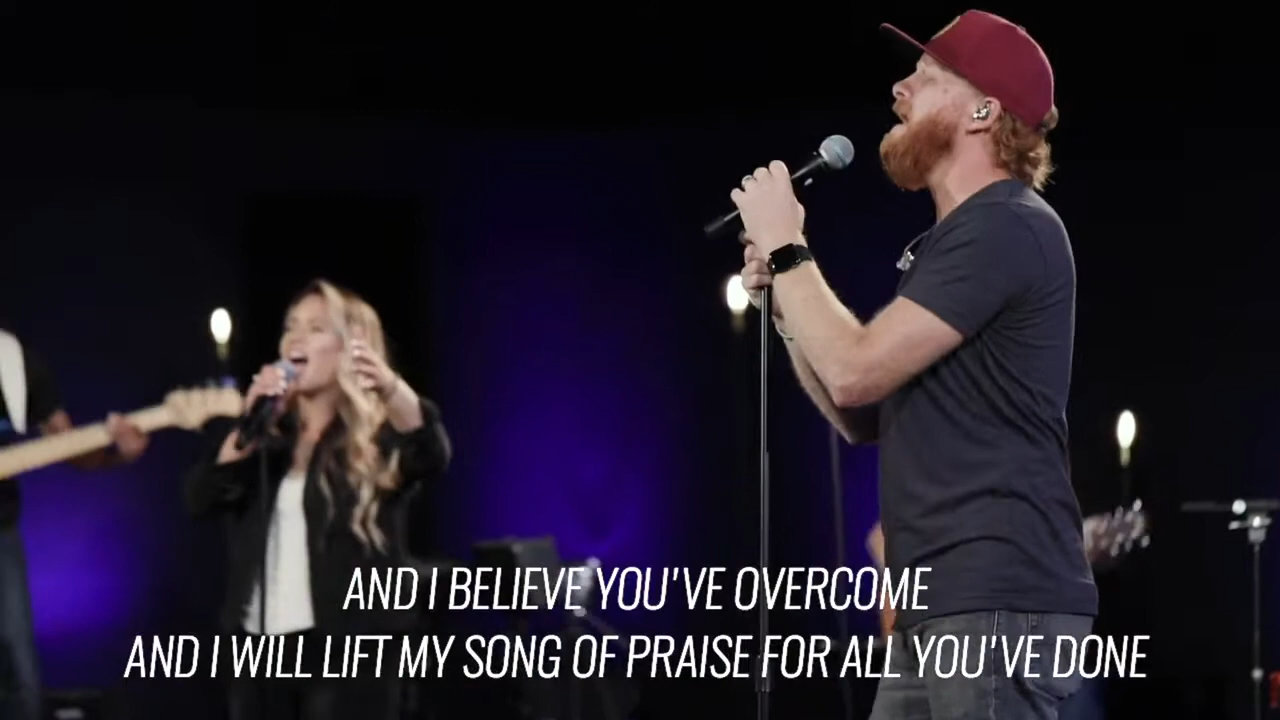 AND I BELIEVE YOU'VE OVERCOME
AND I WILL LIFT MY SONG OF PRAISE FOR ALL YOU'VE DONE